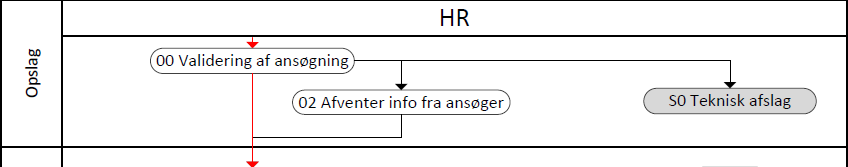 HR
Opslag
00 Validering af ansøgning
02 Afventer info fra ansøger
S0 Teknisk afslag